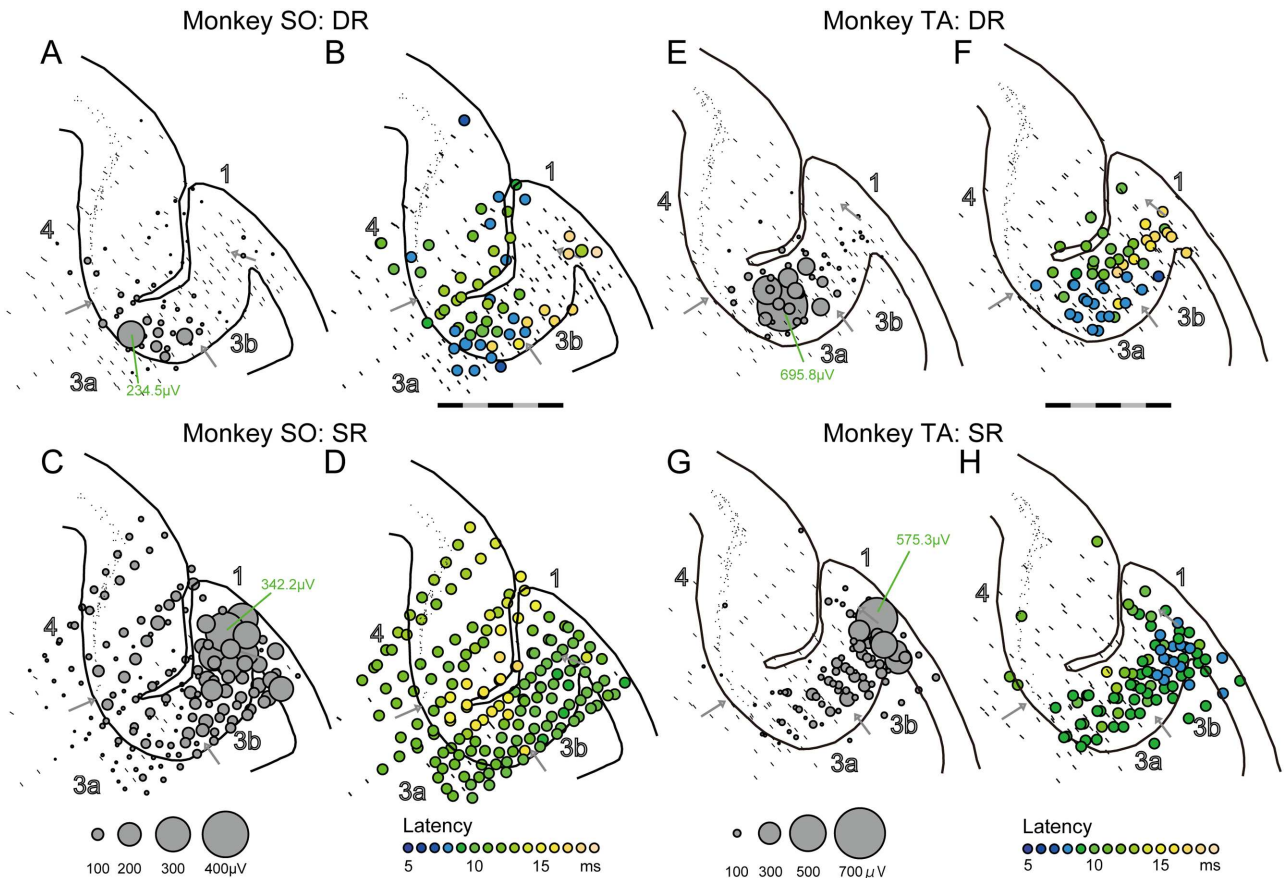 Monkey SO: DR
Monkey TA: DR
A
B
E
F
1
1
1
1
4
4
4
4
3b
3b
3b
3b
3a
3a
3a
3a
234.5µV
695.8µV
Monkey SO: SR
Monkey TA: SR
C
D
G
H
342.2µV
575.3µV
1
1
1
1
4
4
4
4
3b
3b
3b
3b
3a
3a
3a
3a
100 200 300 400µV
Latency
5 10 15 ms
100 300 500 700 µV
Latency
5 10 15 ms